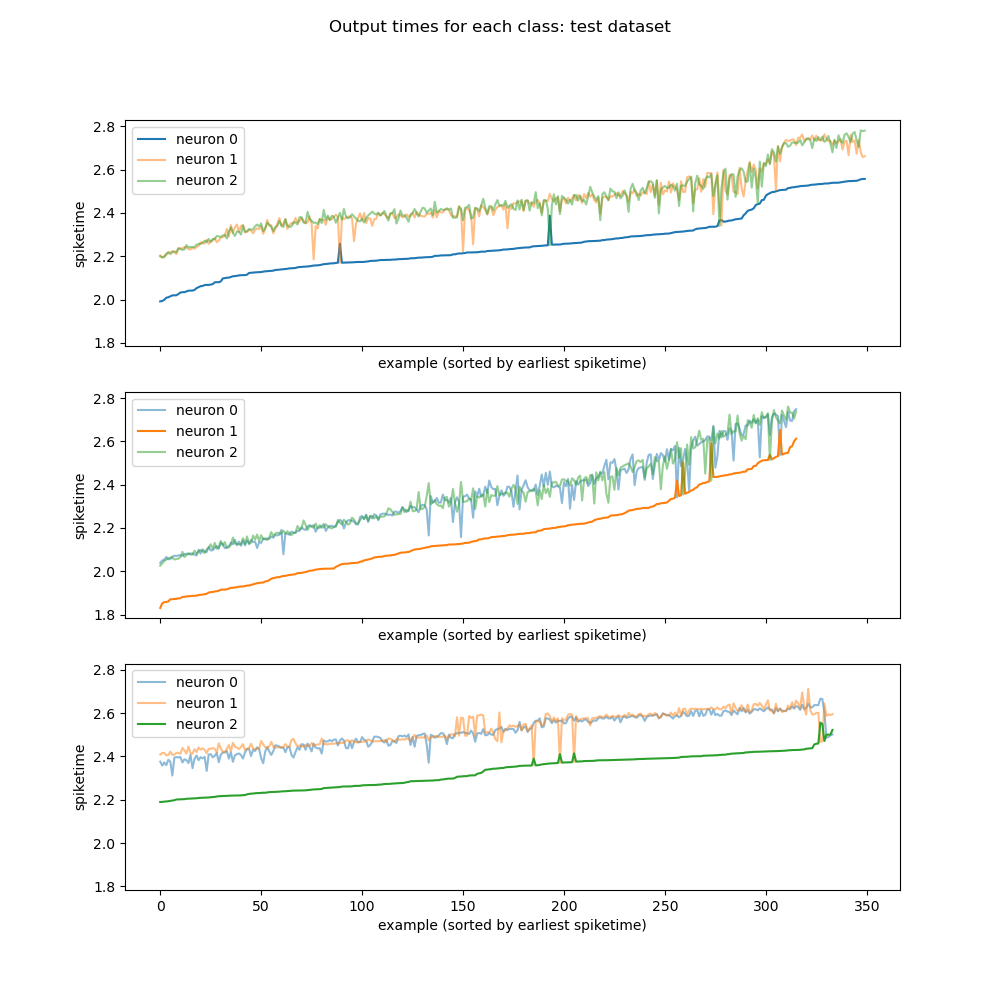 Output times for each class: test dataset
2.8
2.6
2.4
2.2
2.0
1.8
spiketime
neuron 0
neuron 1
neuron 2
example (sorted by earliest spiketime)
2.8
2.6
2.4
2.2
2.0
1.8
spiketime
neuron 0
neuron 1
neuron 2
example (sorted by earliest spiketime)
2.8
2.6
2.4
2.2
2.0
1.8
spiketime
neuron 0
neuron 1
neuron 2
0 50 100 150 200 250 300 350
example (sorted by earliest spiketime)